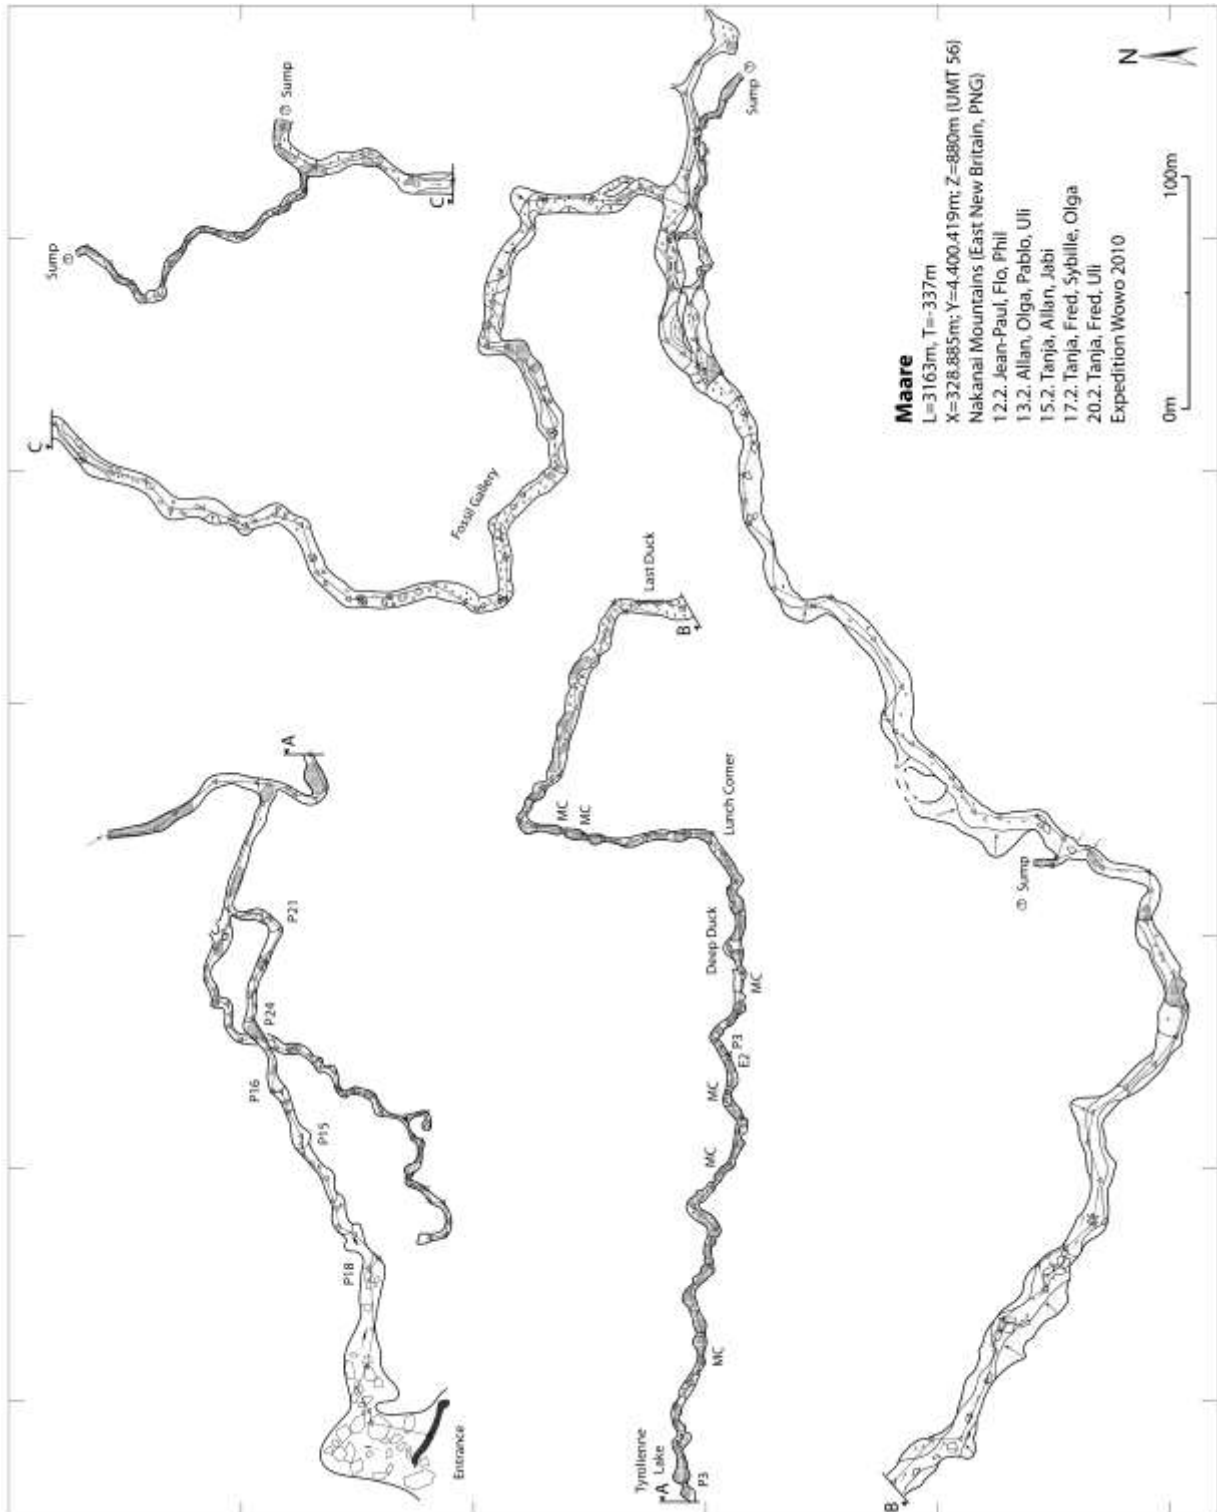 Sump
Sump
C
C
Fossil Gallery
Sump
N
A
P21
P24
P16
P15
P18
Entrance
Last Duck
B
MC
MC
Lunch Corner
Deep Duck
MC
P3
E2
MC
MC
MC
Tyrolienne
Lake
A
P3
Sump
B
Maare
L=3163m, T=-337m
X=328.885m; Y=4.400.419m; Z=880m (UMT 56)
Nakanai Mountains (East New Britain, PNG)
12.2. Jean-Paul, Flo, Phil
13.2. Allan, Olga, Pablo, Uli
15.2. Tanja, Allan, Jabi
17.2. Tanja, Fred, Sybille, Olga
20.2. Tanja, Fred, Uli
Expedition Wowo 2010
0m 100m